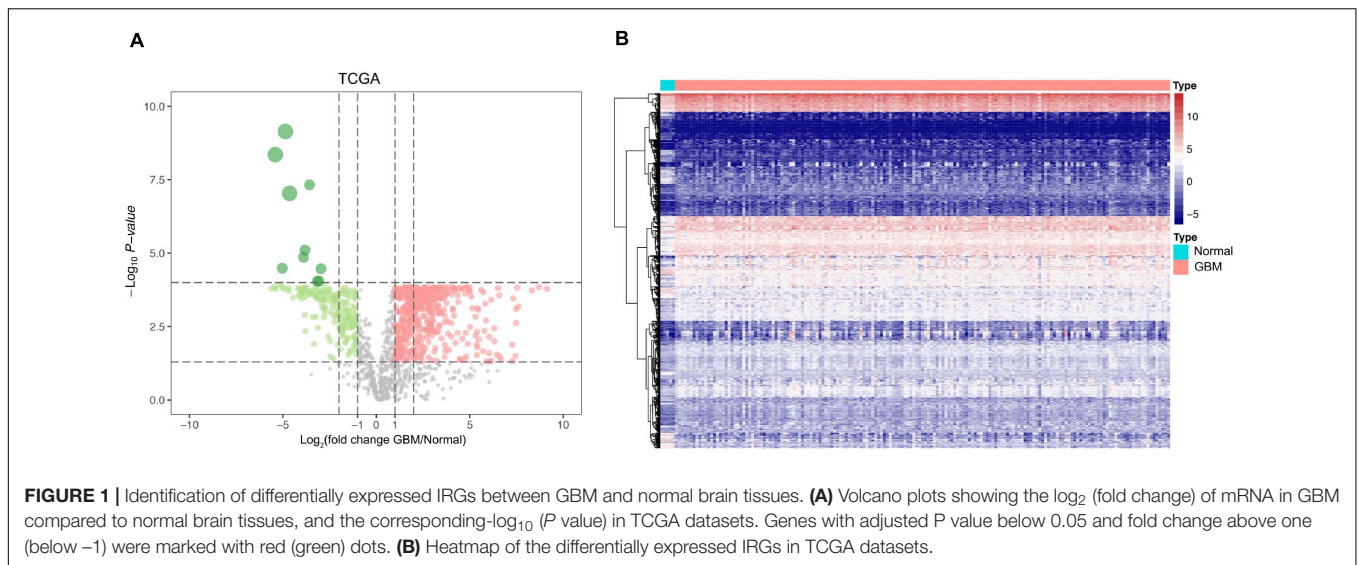 A
B
TCGA
10.0
7.5
5.0
2.5
0.0
−Log10 P−value
−10
−5
−1
0
1
5
10
Log2(fold change GBM/Normal)
Type
Type
10
5
0
−5
Type
Normal
GBM
FIGURE 1 | Identification of differentially expressed IRGs between GBM and normal brain tissues. (A) Volcano plots showing the log2 (fold change) of mRNA in GBM
compared to normal brain tissues, and the corresponding-log10 (P value) in TCGA datasets. Genes with adjusted P value below 0.05 and fold change above one
(below −1) were marked with red (green) dots. (B) Heatmap of the differentially expressed IRGs in TCGA datasets.